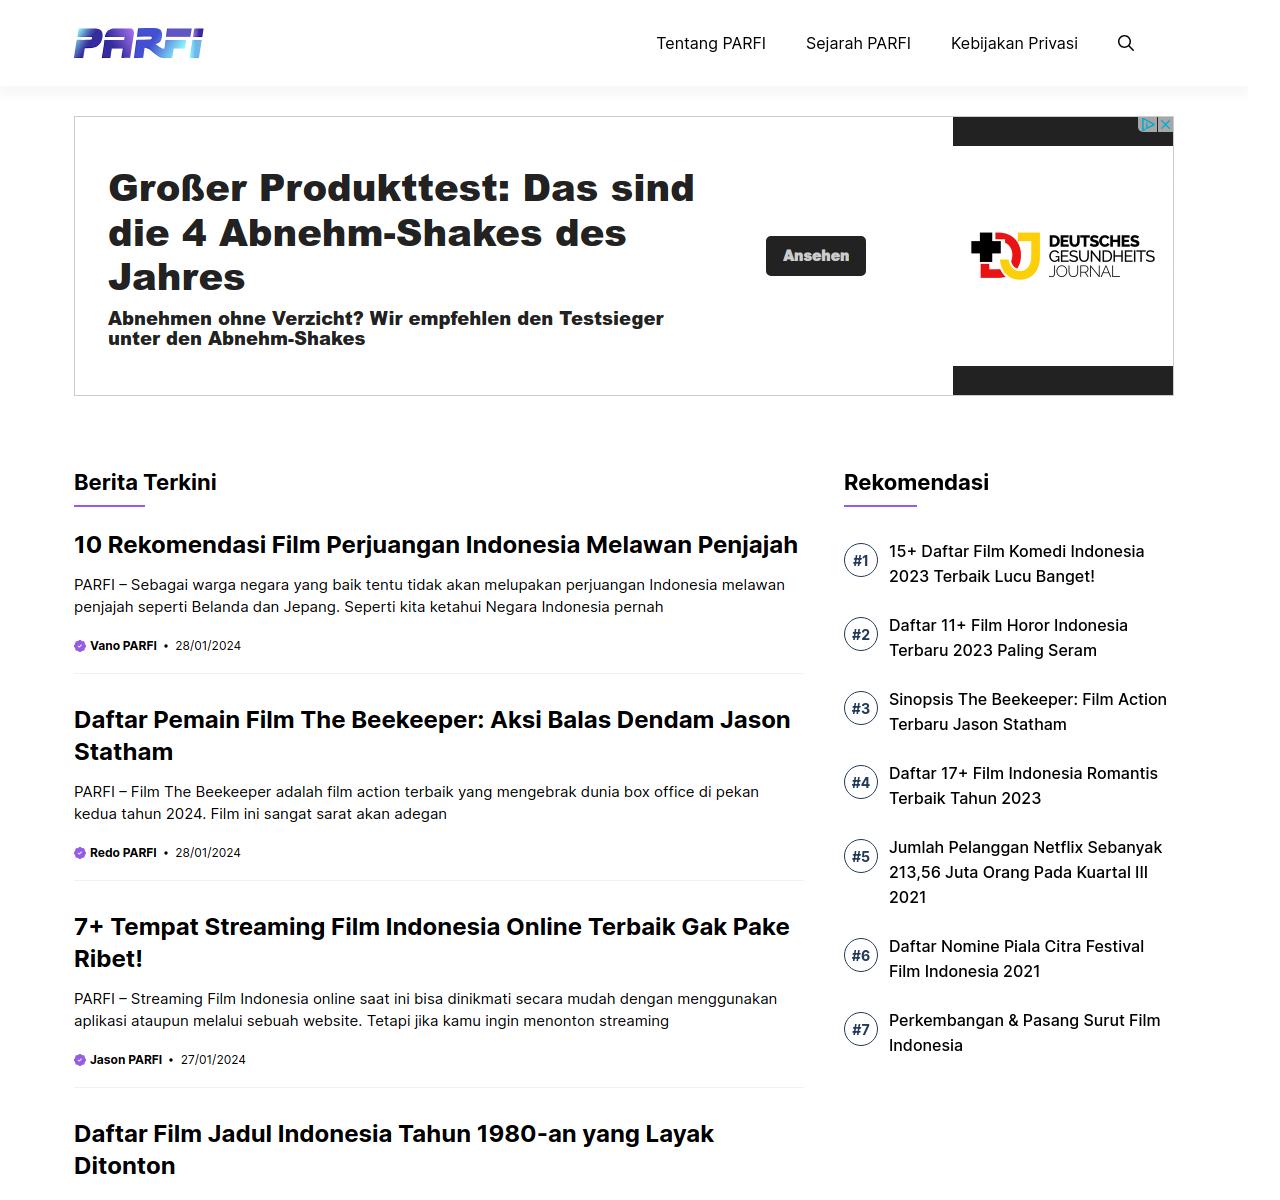 PARFI
Tentang PARFI
Sejarah PARFI
Kebijakan Privasi
Großer Produkttest: Das sind
die 4 Abnehm-Shakes des
Jahres
Abnehmen ohne Verzicht? Wir empfehlen den Testsieger
unter den Abnehm-Shakes
Ansehen
DEUTSCHES
GESUNDHEITS
JOURNAL
Berita Terkini
10 Rekomendasi Film Perjuangan Indonesia Melawan Penjajah
PARFI – Sebagai warga negara yang baik tentu tidak akan melupakan perjuangan Indonesia melawan
penjajah seperti Belanda dan Jepang. Seperti kita ketahui Negara Indonesia pernah
Vano PARFI • 28/01/2024
Daftar Pemain Film The Beekeeper: Aksi Balas Dendam Jason
Statham
PARFI – Film The Beekeeper adalah film action terbaik yang mengebrak dunia box office di pekan
kedua tahun 2024. Film ini sangat sarat akan adegan
Redo PARFI • 28/01/2024
7+ Tempat Streaming Film Indonesia Online Terbaik Gak Pake
Ribet!
PARFI – Streaming Film Indonesia online saat ini bisa dinikmati secara mudah dengan menggunakan
aplikasi ataupun melalui sebuah website. Tetapi jika kamu ingin menonton streaming
Jason PARFI • 27/01/2024
Daftar Film Jadul Indonesia Tahun 1980-an yang Layak
Ditonton
Rekomendasi
#1 15+ Daftar Film Komedi Indonesia
2023 Terbaik Lucu Banget!
#2 Daftar 11+ Film Horor Indonesia
Terbaru 2023 Paling Seram
#3 Sinopsis The Beekeeper: Film Action
Terbaru Jason Statham
#4 Daftar 17+ Film Indonesia Romantis
Terbaik Tahun 2023
#5 Jumlah Pelanggan Netflix Sebanyak
213,56 Juta Orang Pada Kuartal III
2021
#6 Daftar Nomine Piala Citra Festival
Film Indonesia 2021
#7 Perkembangan & Pasang Surut Film
Indonesia